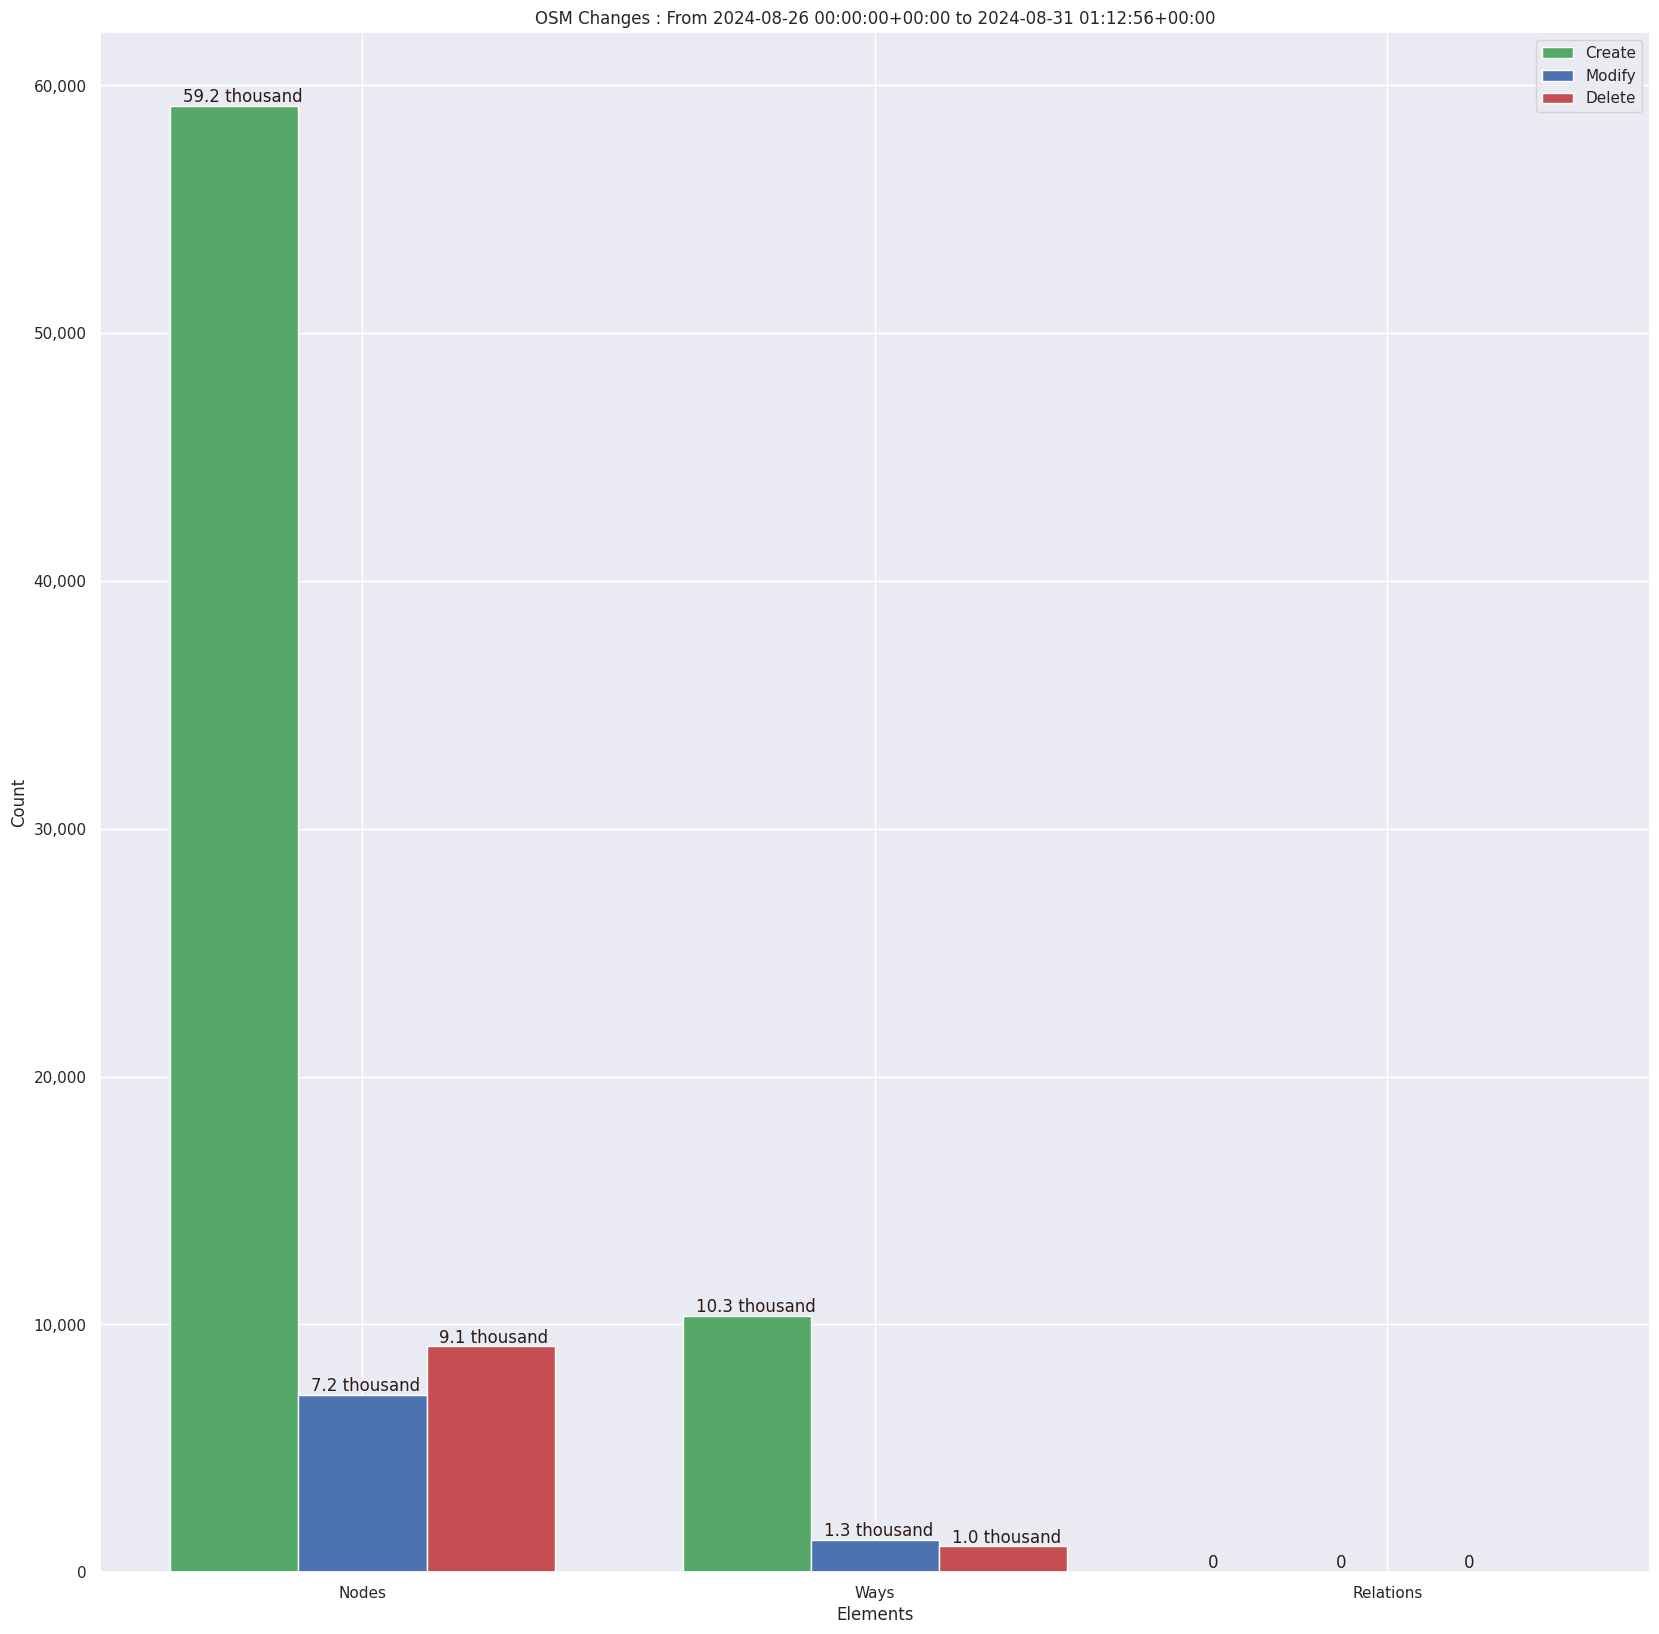 OSM Changes : From 2024-08-26 00:00:00+00:00 to 2024-08-31 01:12:56+00:00
Create
Modify
Delete
60,000
50,000
40,000
30,000
20,000
10,000
0
Count
59.2 thousand
7.2 thousand
9.1 thousand
10.3 thousand
1.3 thousand
1.0 thousand
0
0
0
Nodes
Ways
Relations
Elements